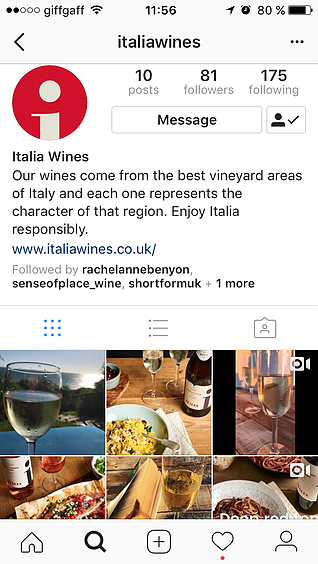 giffgaff 11:56 80 %
italiawines
10 81 175
posts followers following
Message
Italia Wines
Our wines come from the best vineyard areas
of Italy and each one represents the
character of that region. Enjoy Italia
responsibly.
www.italiawines.co.uk/
Followed by rachelannebenyon,
senseofplace_wine, shortformuk + 1 more